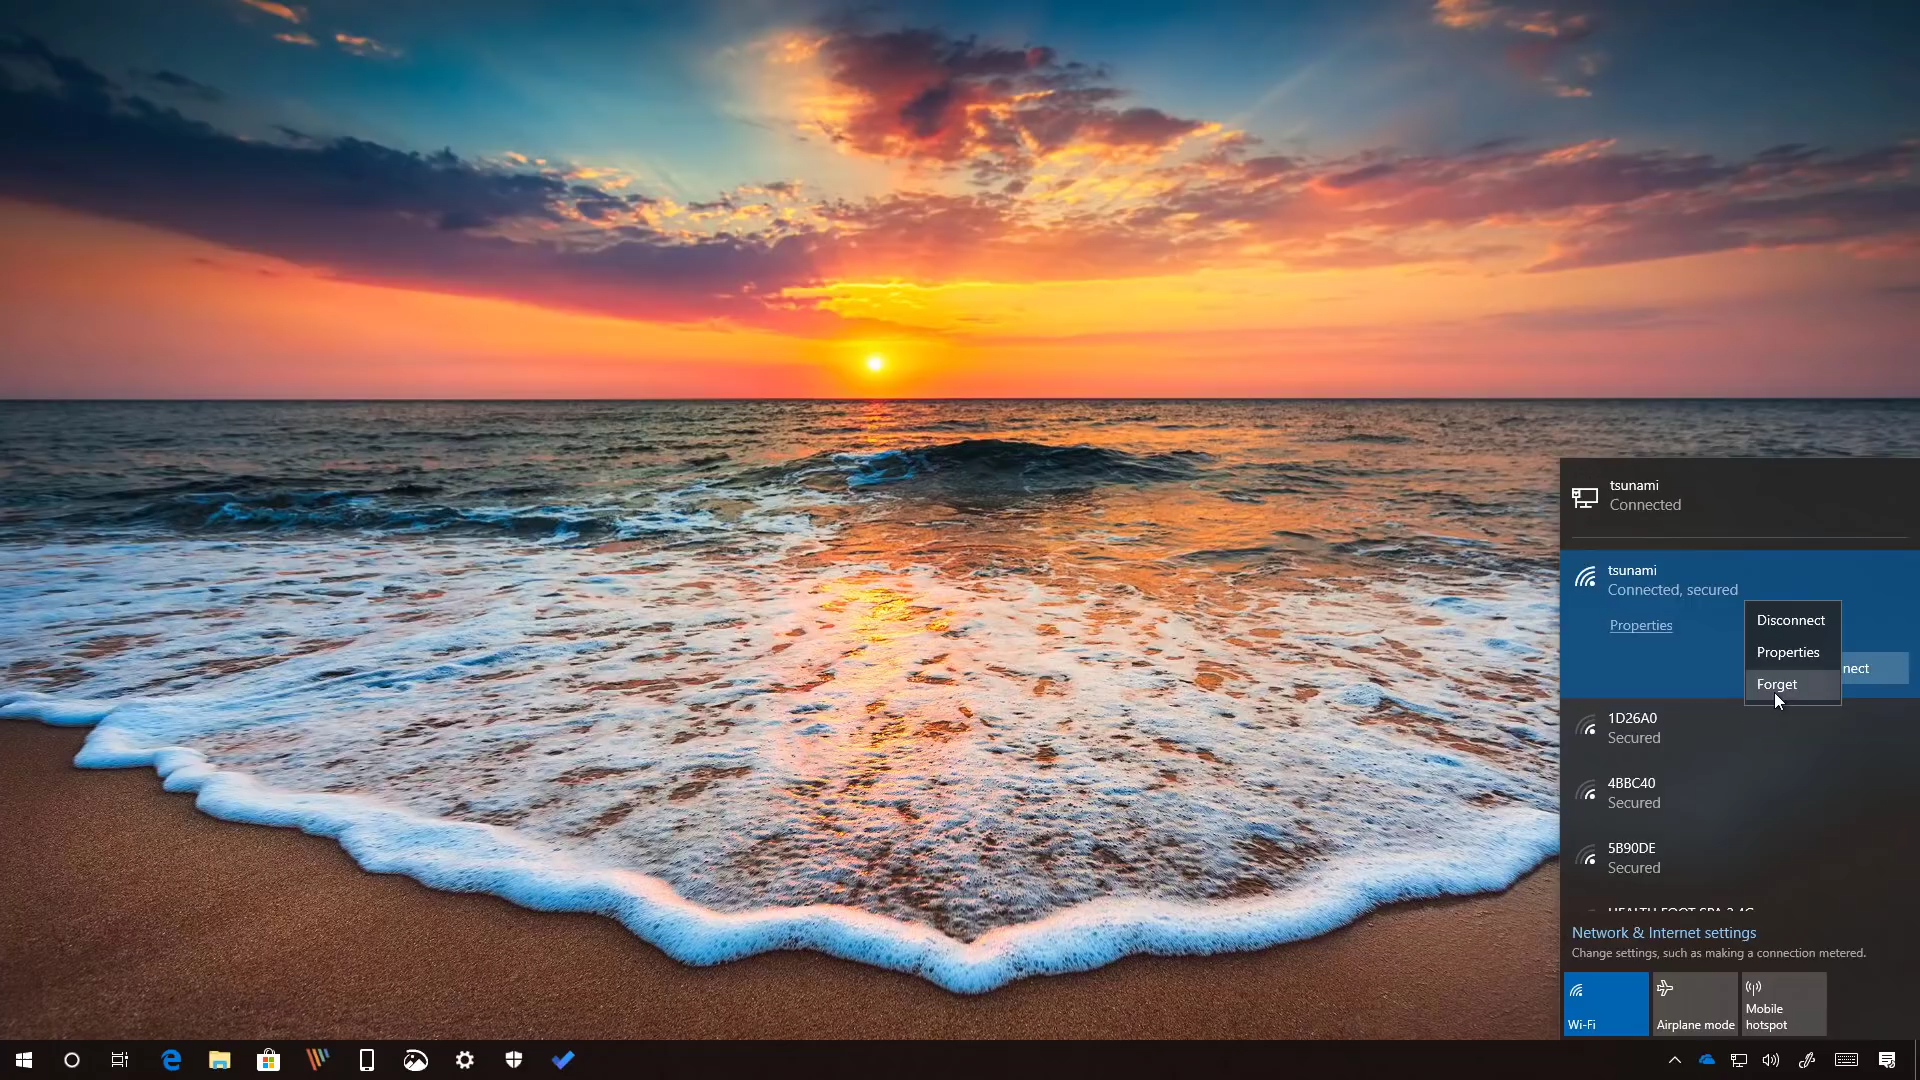 tsunami
Connected
tsunami
Connected, secured
Properties
Disconnect
Properties
Forget
nect
1D26A0
Secured
4BBC40
Secured
5B90DE
Secured
Network & Internet settings
Change settings, such as making a connection metered.
Wi-Fi
Airplane mode
Mobile
hotspot